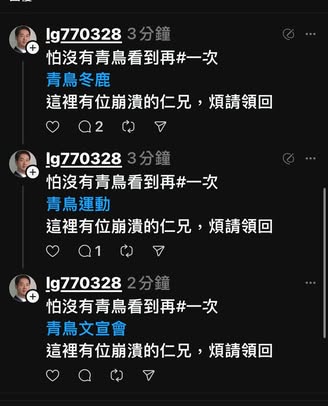 lg770328 3分鐘
怕沒有青鳥看到再#一次
青鳥冬鹿
這裡有位崩潰的仁兄，煩請領回
2
lg770328 3分鐘
怕沒有青鳥看到再#一次
青鳥運動
這裡有位崩潰的仁兄，煩請領回
1
lg770328 2分鐘
怕沒有青鳥看到再#一次
青鳥文宣會
這裡有位崩潰的仁兄，煩請領回